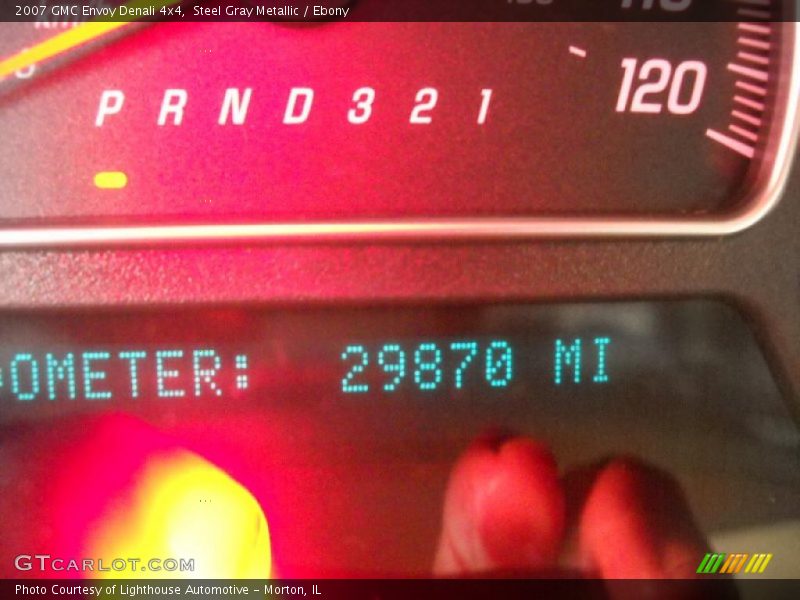 2007 GMC Envoy Denali 4x4,  Steel Gray Metallic / Ebony
120
P R N D 3 2 1
OMETER: 29870 MI
GTCARLOT.COM
Photo Courtesy of Lighthouse Automotive - Morton, IL